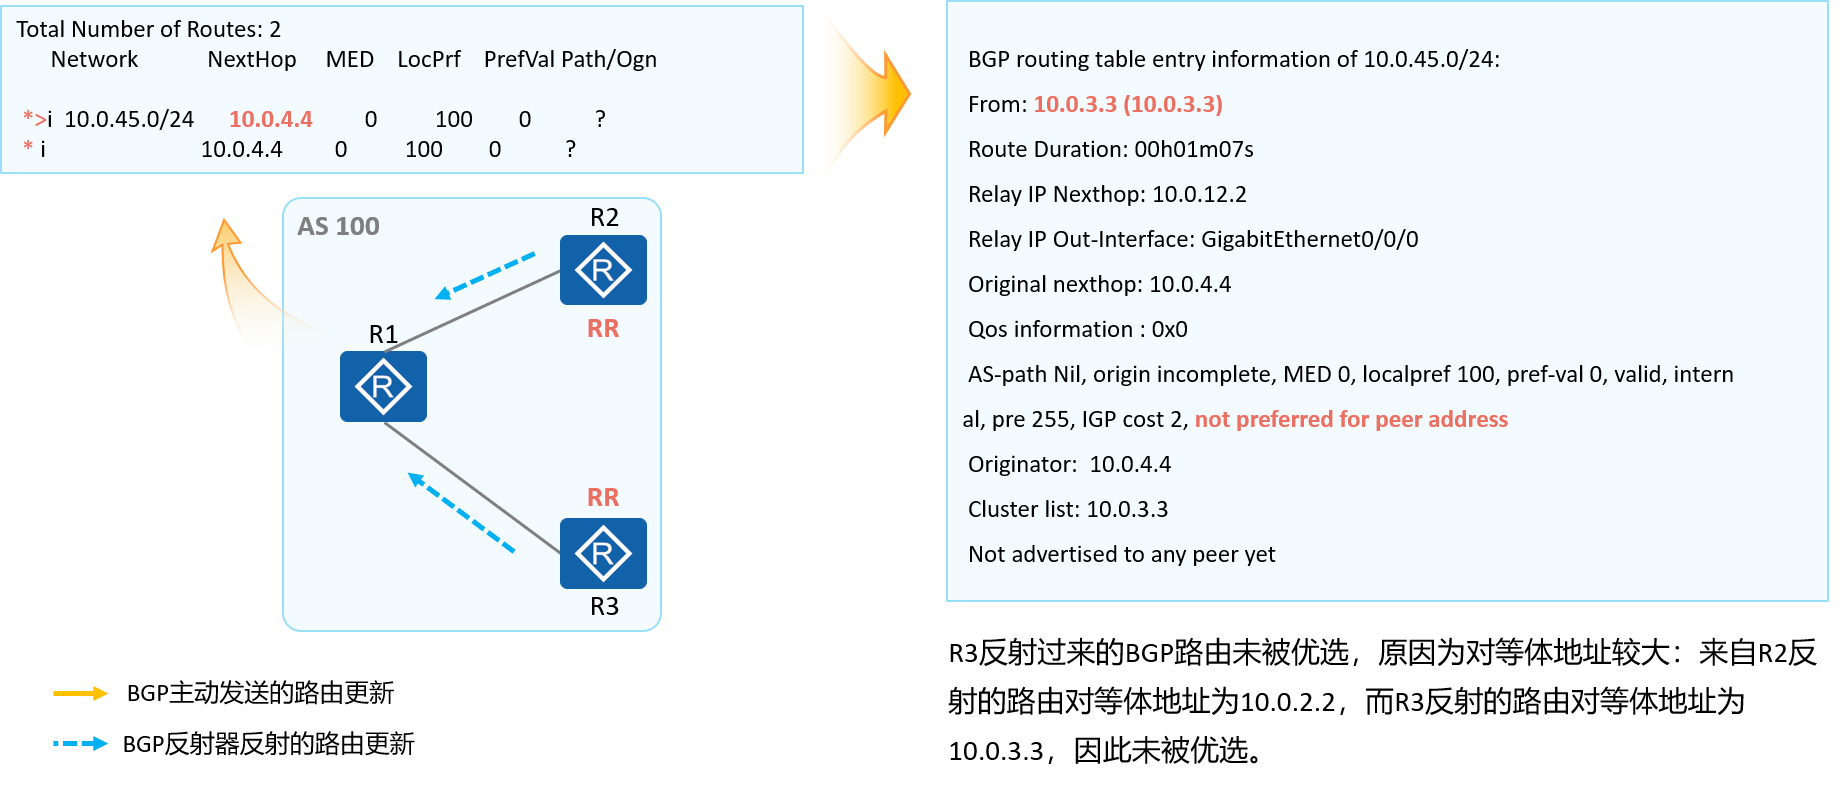 Total Number of Routes: 2
Network NextHop MED LocPrf PrefVal Path/Ogn
*>i 10.0.45.0/24 10.0.4.4 0 100 0 ?
* i 10.0.4.4 0 100 0 ?
AS 100
R2
RR
R1
RR
R3
BGP主动发送的路由更新
BGP反射器反射的路由更新
BGP routing table entry information of 10.0.45.0/24:
From: 10.0.3.3 (10.0.3.3)
Route Duration: 00h01m07s
Relay IP Nexthop: 10.0.12.2
Relay IP Out-Interface: GigabitEthernet0/0/0
Original nexthop: 10.0.4.4
Qos information : 0x0
AS-path Nil, origin incomplete, MED 0, localpref 100, pref-val 0, valid, intern
al, pre 255, IGP cost 2, not preferred for peer address
Originator: 10.0.4.4
Cluster list: 10.0.3.3
Not advertised to any peer yet
R3反射过来的BGP路由未被优选，原因为对等体地址较大：来自R2反
射的路由对等体地址为10.0.2.2，而R3反射的路由对等体地址为
10.0.3.3，因此未被优选。